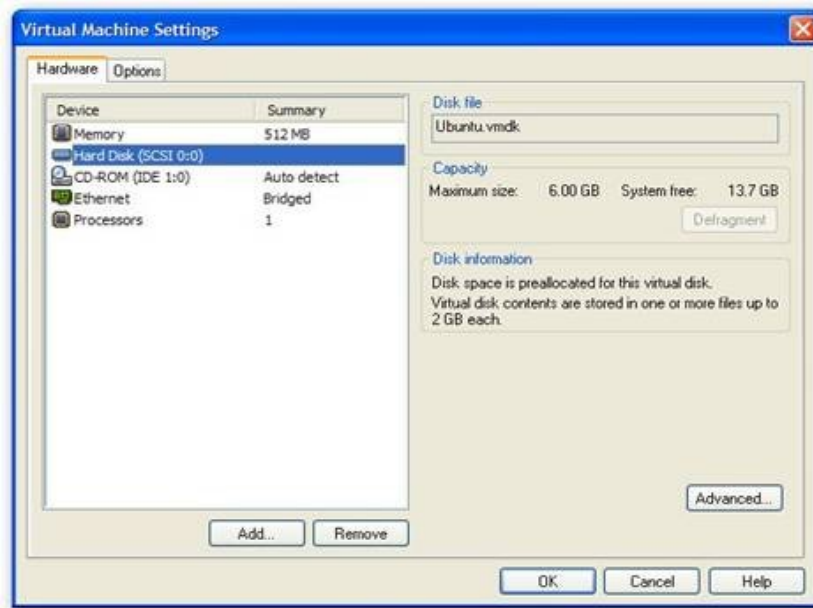 Virtual Machine Settings
Hardware Options
Device Summary
Memory 512 MB
Hard Disk (SCSI 0:0)
CD-ROM (IDE 1:0) Auto detect
Ethernet Bridged
Processors 1
Add... Remove
Disk file
Ubuntu.vmdk
Capacity
Maximum size: 6.00 GB System free: 13.7 GB
Defragment
Disk information
Disk space is preallocated for this virtual disk.
Virtual disk contents are stored in one or more files up to
2 GB each.
Advanced...
OK Cancel Help